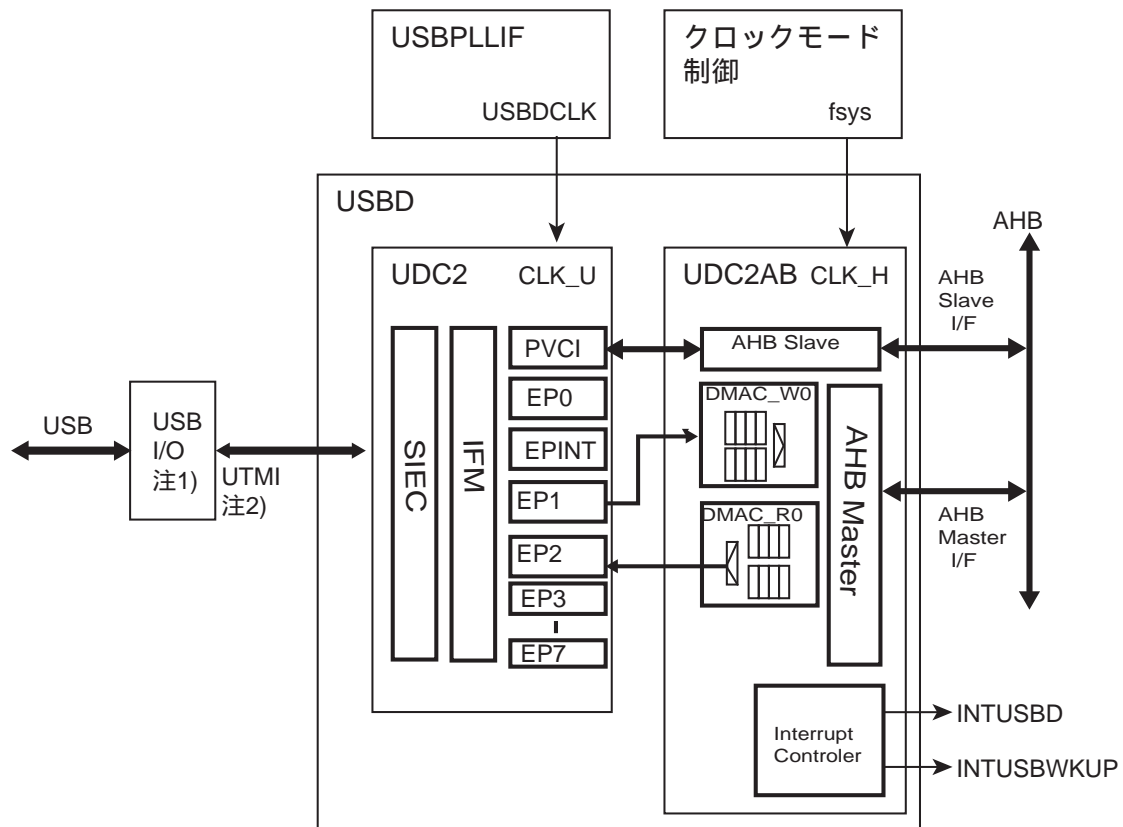 USBPLLIF
USBDCLK
クロックモード
制御
fsys
USBD
UDC2
CLK_U
SIEC
IFM
PVCI
EP0
EPINT
EP1
EP2
EP3
EP7
UDC2AB
CLK_H
AHB Slave
DMAC_W0
DMAC_R0
AHB Master
Interrupt
Controler
USB
USB
I/O
注1)
UTMI
注2)
AHB
AHB
Slave
I/F
AHB
Master
I/F
INTUSBD
INTUSBWKUP